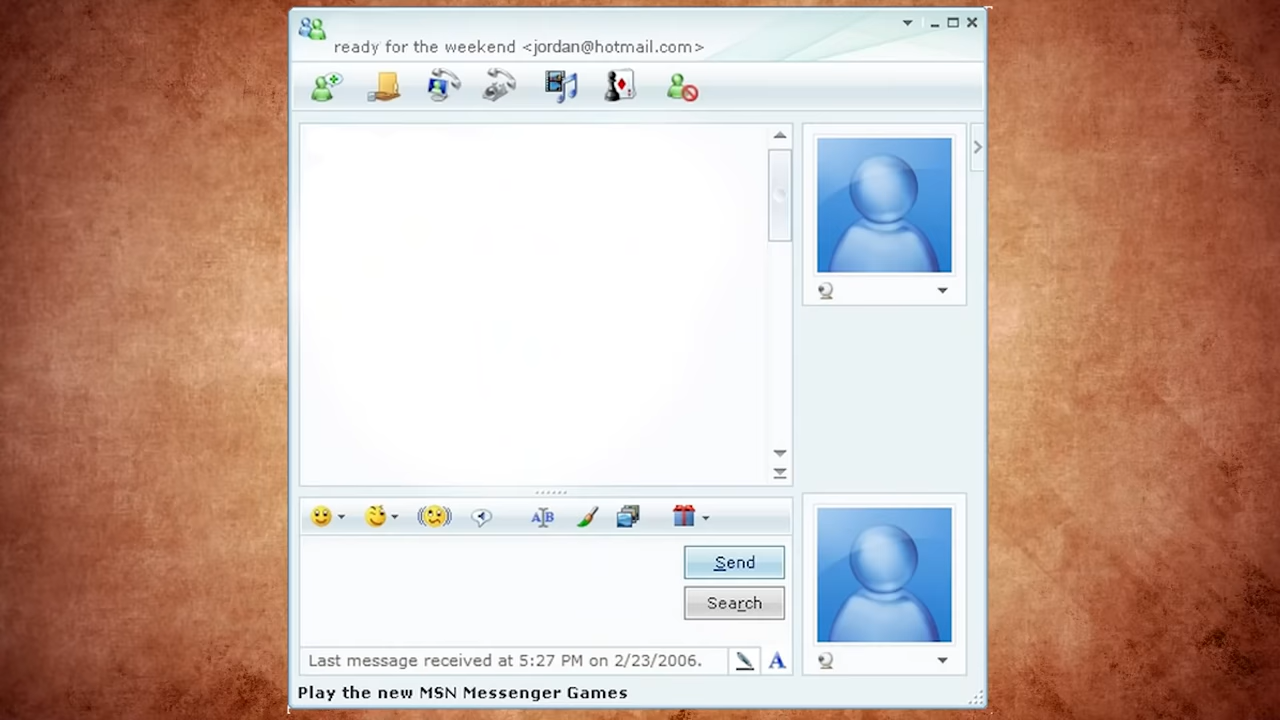 ready for the weekend <jordan@hotmail.com>
Send
Search
Last message received at 5:27 PM on 2/23/2006.
Play the new MSN Messenger Games